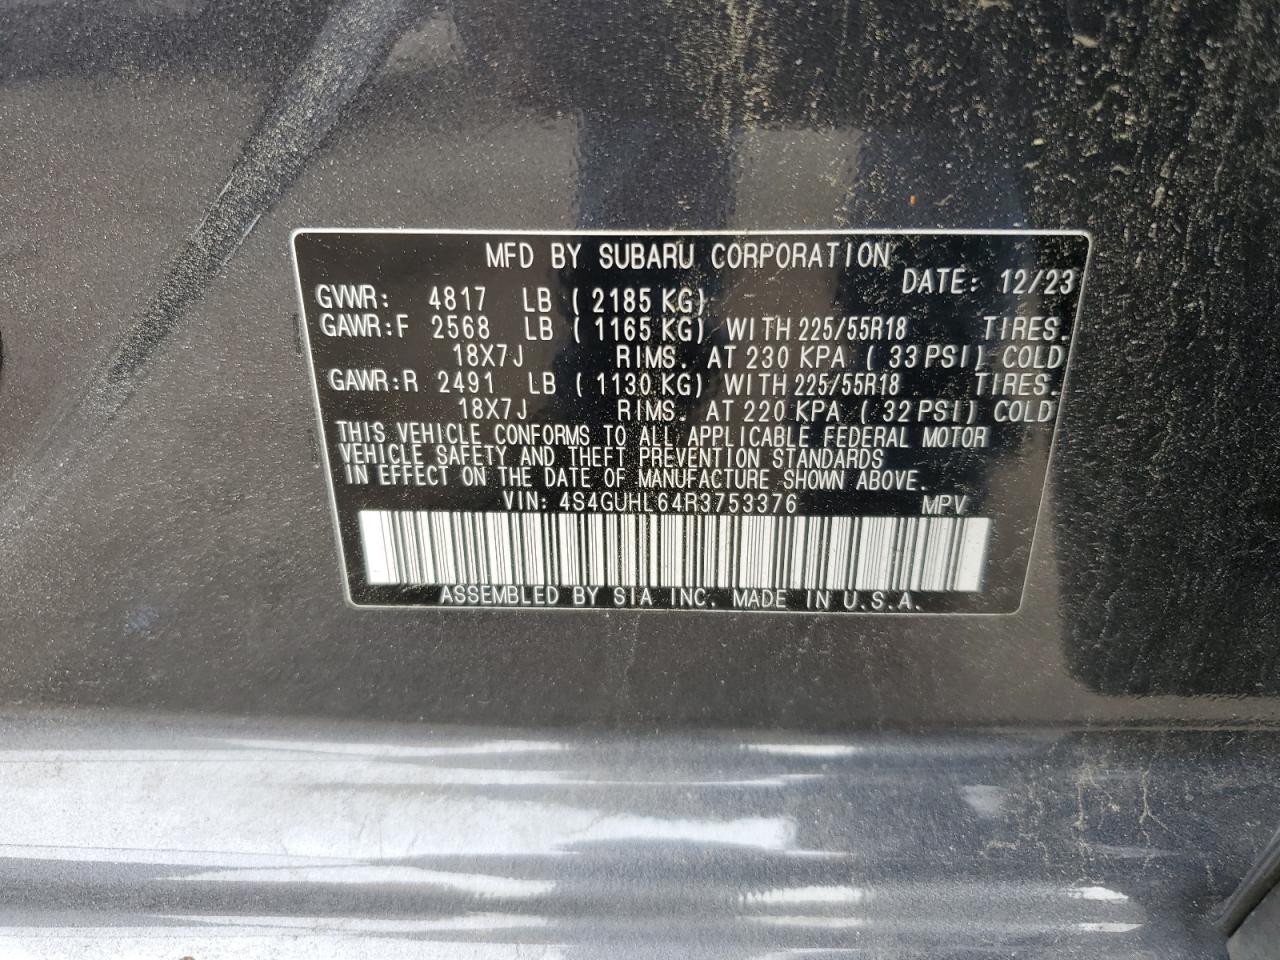 MFD BY SUBARU CORPORATION
DATE: 12/23
GVWR: 4817 LB ( 2185 KG)
GAWR:F 2568 LB ( 1165 KG) WITH 225/55R18 TIRES.
18X7J RIMS. AT 230 KPA ( 33 PSI) COLD
GAWR:R 2491 LB ( 1130 KG) WITH 225/55R18 TIRES.
18X7J RIMS. AT 220 KPA ( 32 PSI) COLD
THIS VEHICLE CONFORMS TO ALL APPLICABLE FEDERAL MOTOR
VEHICLE SAFETY AND THEFT PREVENTION STANDARDS
IN EFFECT ON THE DATE OF MANUFACTURE SHOWN ABOVE.
VIN: 4S4GUHL64R3753376 MPV
ASSEMBLED BY SIA INC. MADE IN U.S.A.